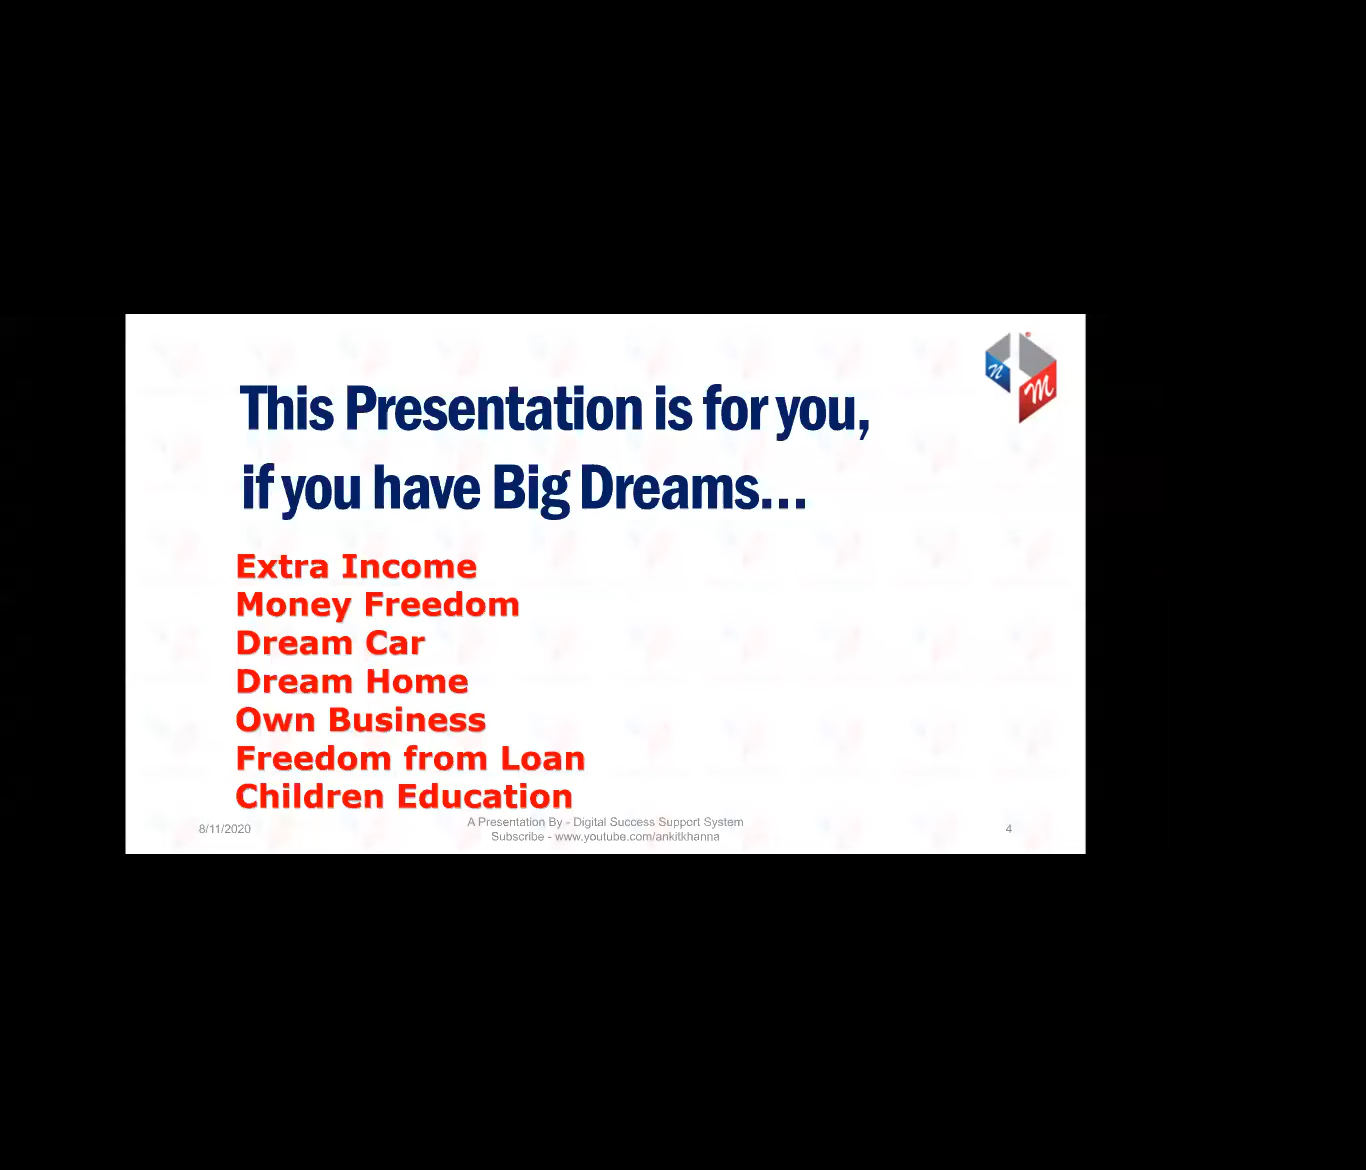 This Presentation is for you,
if you have Big Dreams...
Extra Income
Money Freedom
Dream Car
Dream Home
Own Business
Freedom from Loan
Children Education
8/11/2020
A Presentation By - Digital Success Support System
Subscribe - www.youtube.com/ankitkhanna
4
n
M